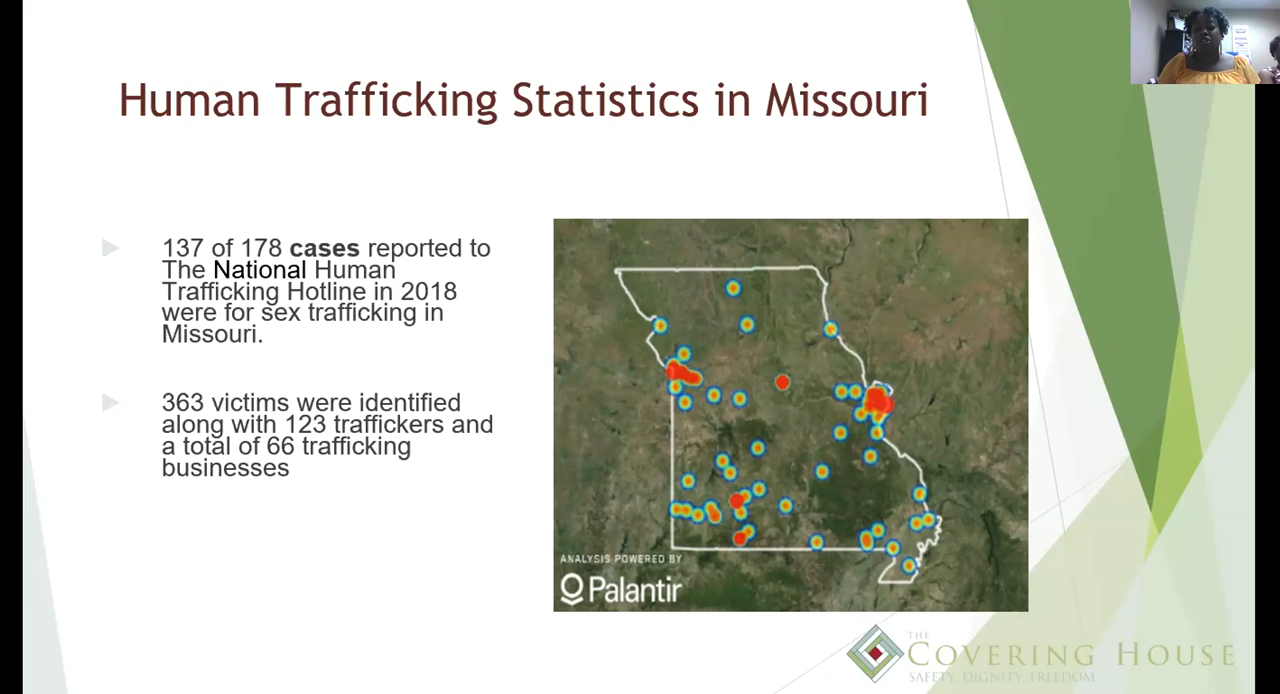 Human Trafficking Statistics in Missouri
137 of 178 cases reported to
The National Human
Trafficking Hotline in 2018
were for sex trafficking in
Missouri.
363 victims were identified
along with 123 traffickers and
a total of 66 trafficking
businesses
ANALYSIS POWERED BY
Palantir
THE
COVERING HOUSE
SAFETY. DIGNITY. FREEDOM.